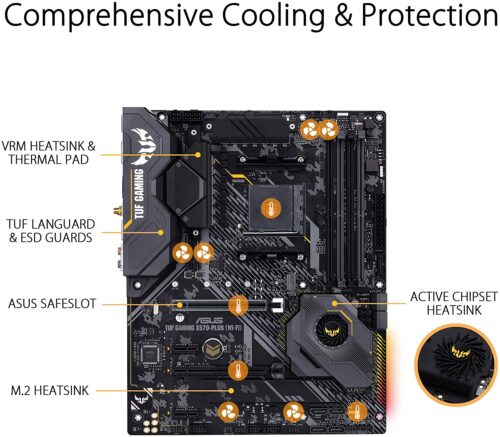 Comprehensive Cooling & Protection
VRM HEATSINK &
THERMAL PAD
TUF GAMING
TUF LANGUARD
& ESD GUARDS
ASUS SAFESLOT
ASUS
TUF GAMING X570-PLUS (WI-FI)
ACTIVE CHIPSET
HEATSINK
M.2 HEATSINK